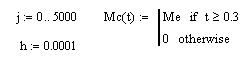 j := 0 .. 5000 Mc(t) := Me if t ≥ 0.3
h := 0.0001 0 otherwise